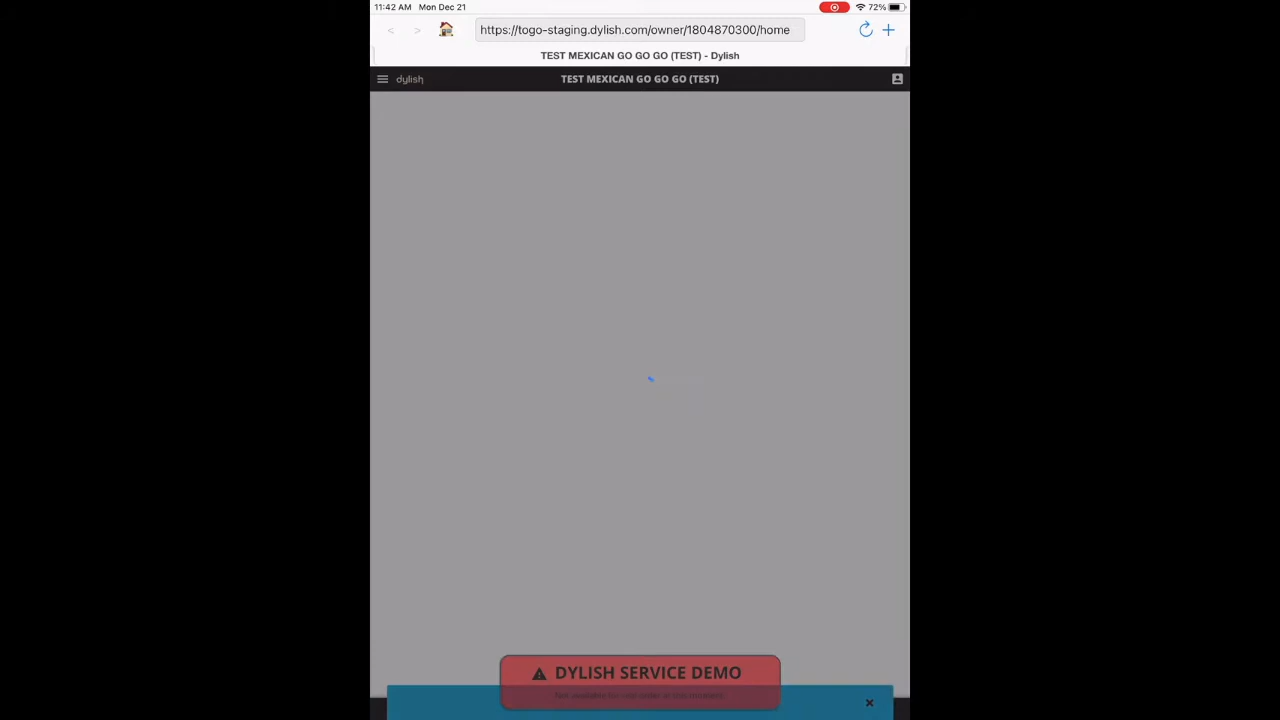 11:42 AM Mon Dec 21
72%
< > https://togo-staging.dylish.com/owner/1804870300/home +
TEST MEXICAN GO GO GO (TEST) - Dylish
dylish TEST MEXICAN GO GO GO (TEST)
DYLISH SERVICE DEMO